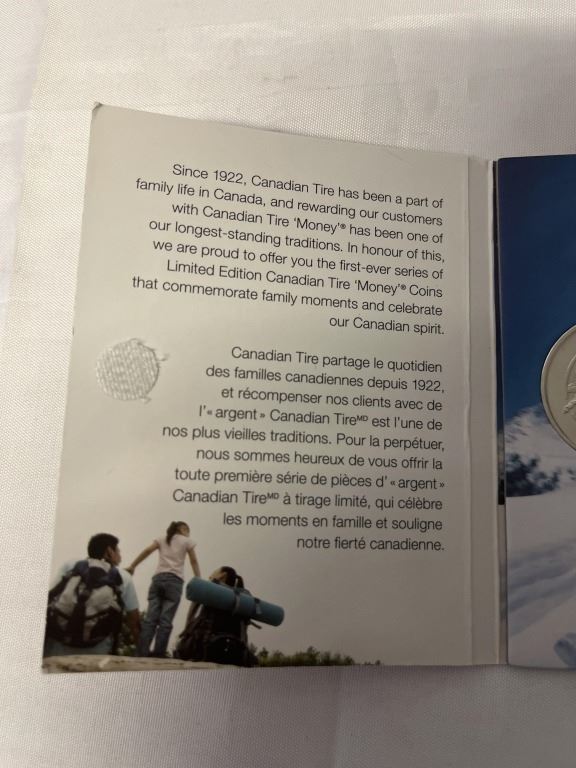 Since 1922, Canadian Tire has been a part of
family life in Canada, and rewarding our customers
with Canadian Tire 'Money'® has been one of
our longest-standing traditions. In honour of this,
we are proud to offer you the first-ever series of
Limited Edition Canadian Tire 'Money'® Coins
that commemorate family moments and celebrate
our Canadian spirit.
Canadian Tire partage le quotidien
des familles canadiennes depuis 1922,
et récompenser nos clients avec de
l'« argent » Canadian Tireᴹᴰ est l'une de
nos plus vieilles traditions. Pour la perpétuer,
nous sommes heureux de vous offrir la
toute première série de pièces d'« argent »
Canadian Tireᴹᴰ à tirage limité, qui célèbre
les moments en famille et souligne
notre fierté canadienne.